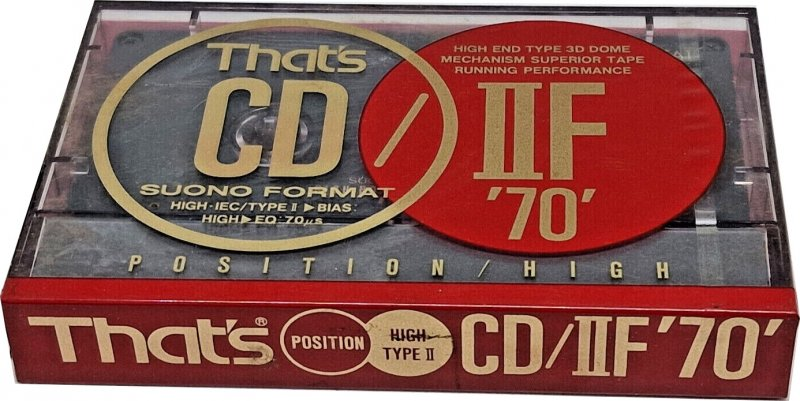 That's
CD/IIF
'70'
SUONO FORMAT
HIGH·IEC/TYPE II ▶ BIAS
HIGH ▶ EQ:70μs
HIGH END TYPE 3D DOME
MECHANISM SUPERIOR TAPE
RUNNING PERFORMANCE
POSITION/HIGH
That's® POSITION HIGH TYPE II CD/IIF'70'